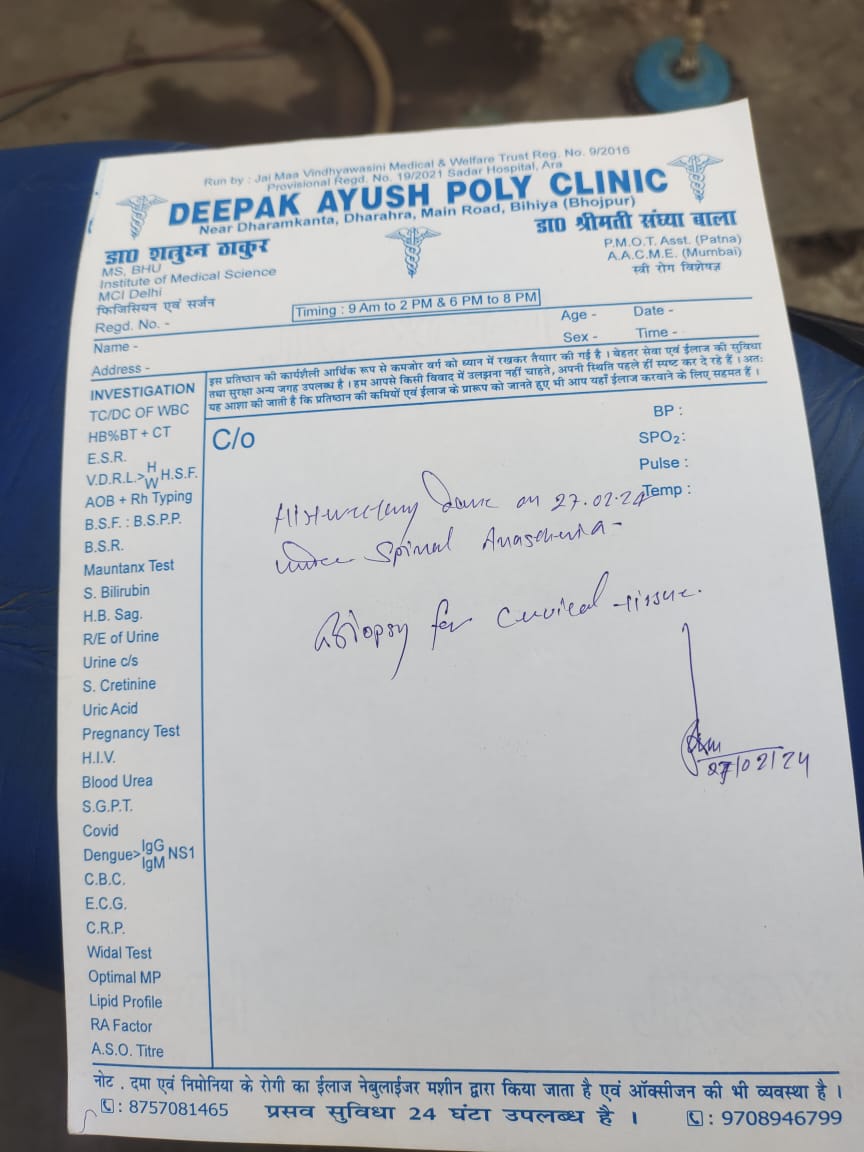 Run by : Jai Maa Vindhyawasini Medical & Welfare Trust Reg. No. 9/2016
Provisional Regd. No. 19/2021 Sadar Hospital, Ara
DEEPAK AYUSH POLY CLINIC
Near Dharamkanta, Dharahra, Main Road, Bihiya (Bhojpur)
डा० शत्रुघ्न ठाकुर
MS, BHU
Institute of Medical Science
MCI Delhi
फिजिसियन एवं सर्जन
डा० श्रीमती संघ्या बाला
P.M.O.T. Asst. (Patna)
A.A.C.M.E. (Mumbai)
स्त्री रोग विशेषज्ञ
Timing : 9 Am to 2 PM & 6 PM to 8 PM
Regd. No. -
Age - Date -
Name -
Sex - Time -
Address -
इस प्रतिष्ठान की कार्यशैली आर्थिक रूप से कमजोर वर्ग को ध्यान में रखकर तैयार की गई है । बेहतर सेवा एवं ईलाज की सुविधा
तथा सुरक्षा अन्य जगह उपलब्ध है । हम आपसे किसी विवाद में उलझना नहीं चाहते, अपनी स्थिति पहले हीं स्पष्ट कर दे रहे हैं । अतः
यह आशा की जाती है कि प्रतिष्ठान की कमियों एवं ईलाज के प्रारूप को जानते हुए भी आप यहाँ ईलाज करवाने के लिए सहमत हैं ।
INVESTIGATION
TC/DC OF WBC
HB%BT + CT
E.S.R.
V.D.R.L.> H W H.S.F.
AOB + Rh Typing
B.S.F. : B.S.P.P.
B.S.R.
Mauntanx Test
S. Bilirubin
H.B. Sag.
R/E of Urine
Urine c/s
S. Cretinine
Uric Acid
Pregnancy Test
H.I.V.
Blood Urea
S.G.P.T.
Covid
Dengue> IgG IgM NS1
C.B.C.
E.C.G.
C.R.P.
Widal Test
Optimal MP
Lipid Profile
RA Factor
A.S.O. Titre
C/o
BP :
SPO₂:
Pulse :
Temp :
on 27.02.24
Spinal
Biopsy for cervical tissue.
27/02/24
नोट . दमा एवं निमोनिया के रोगी का ईलाज नेबुलाईजर मशीन द्वारा किया जाता है एवं ऑक्सीजन की भी व्यवस्था है ।
: 8757081465 प्रसव सुविधा 24 घंटा उपलब्ध है । : 9708946799